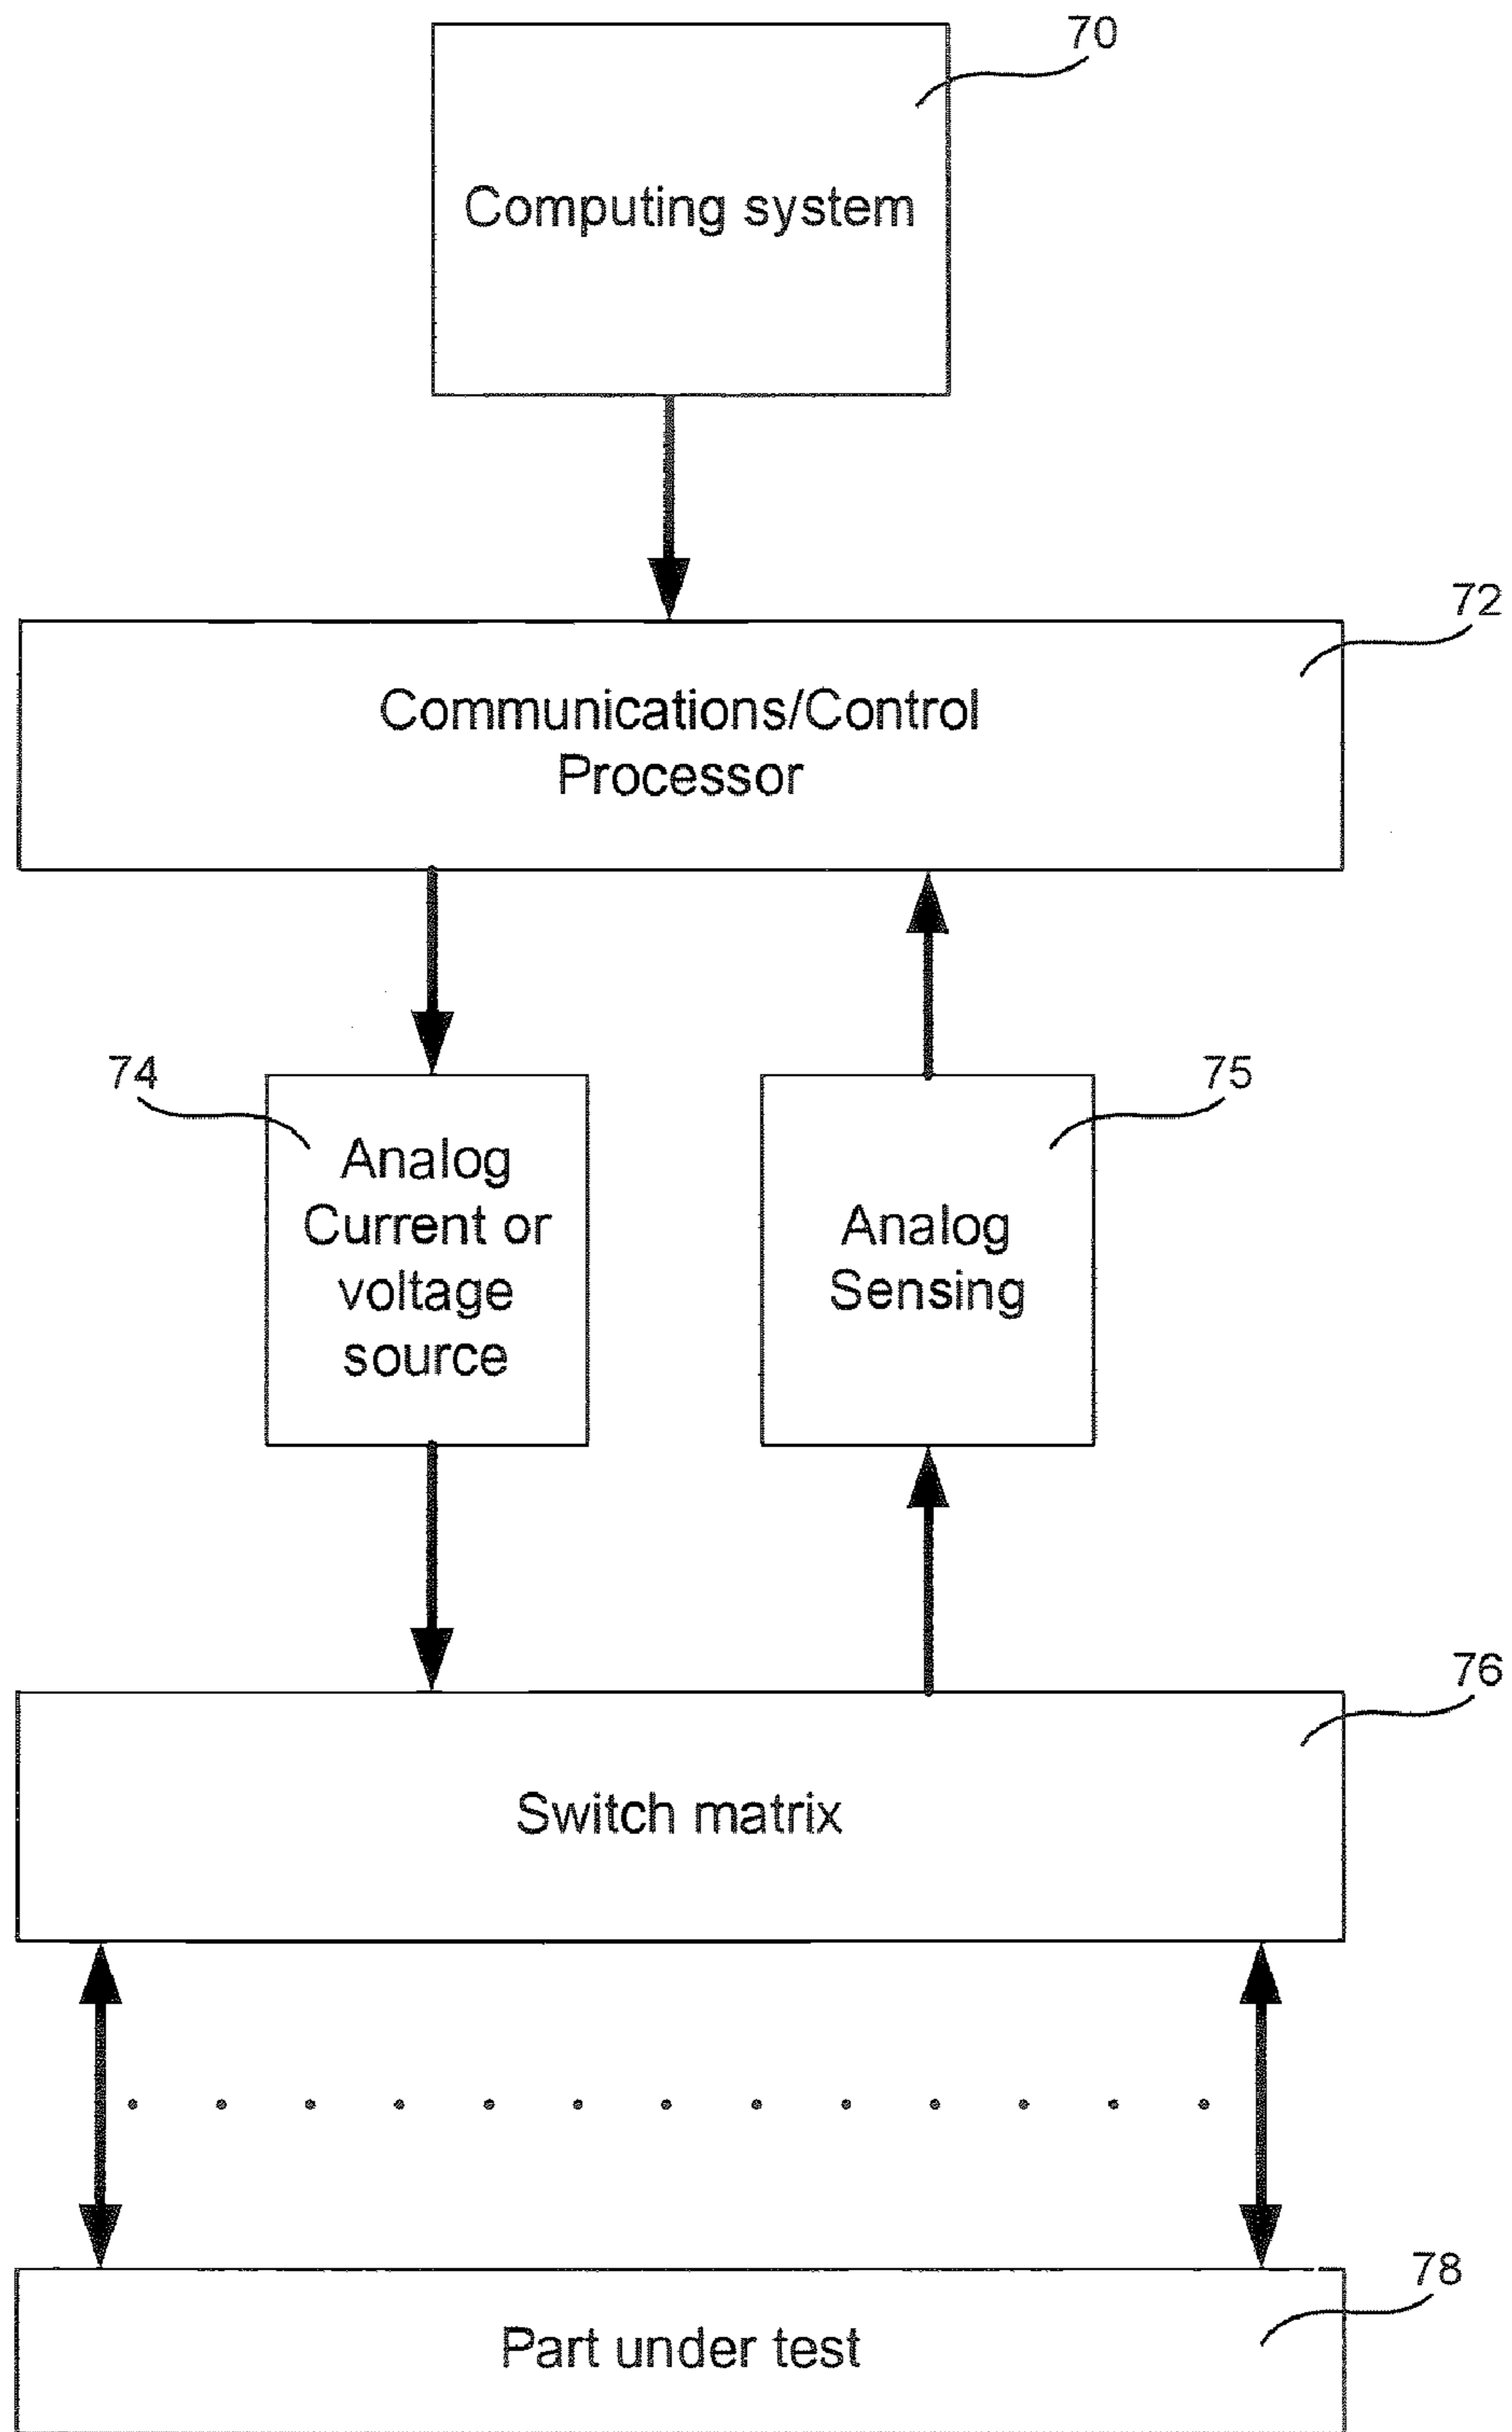 70
Computing system
72
Communications/Control
Processor
74
Analog
Current or
voltage
source
75
Analog
Sensing
76
Switch matrix
78
Part under test